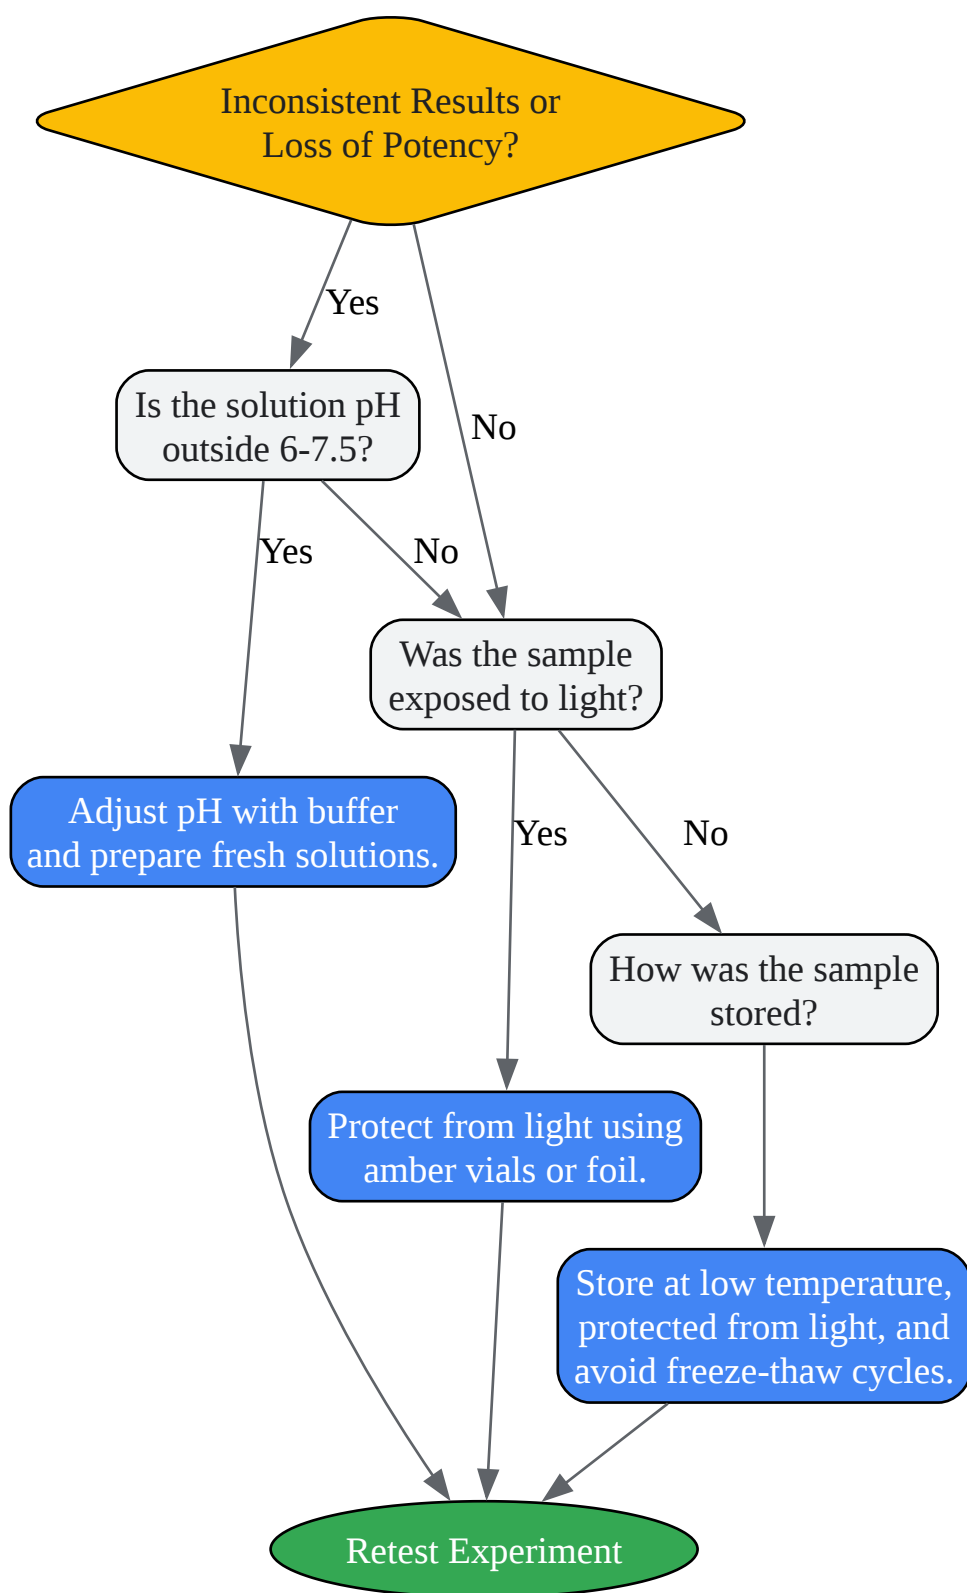 Inconsistent Results or
Loss of Potency?
Yes
No
Is the solution pH
outside 6-7.5?
Yes
No
Was the sample
exposed to light?
Adjust pH with buffer
and prepare fresh solutions.
Yes
No
How was the sample
stored?
Protect from light using
amber vials or foil.
Store at low temperature,
protected from light, and
avoid freeze-thaw cycles.
Retest Experiment